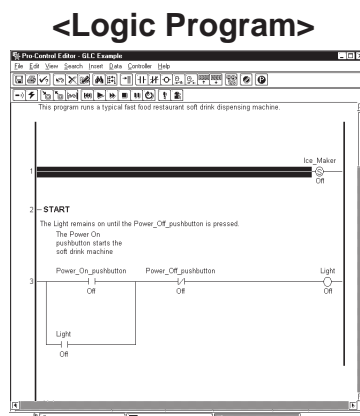 <Logic Program>
Pro-Control Editor - GLC Example
File Edit View Search Insert Data Controller Help
This program runs a typical fast food restaurant soft drink dispensing machine.
Ice_Maker
1
S
Off
2 START
The Light remains on until the Power_Off_pushbutton is pressed.
The Power On
pushbutton starts the
soft drink machine
Power_On_pushbutton Power_Off_pushbutton Light
3
Off Off Off
Light
Off